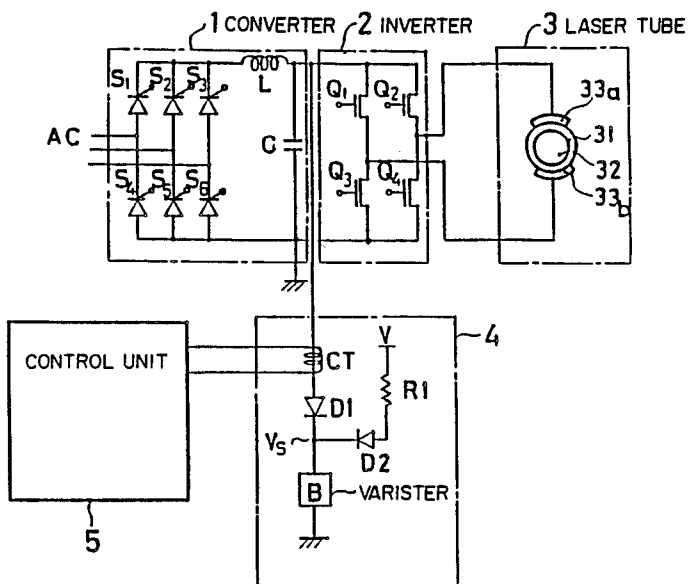 1 CONVERTER
2 INVERTER
3 LASER TUBE
S1
S2
S3
L
Q1
Q2
33a
31
AC
C
32
S4
S5
S6
Q3
Q4
33b
4
CONTROL UNIT
CT
V
R1
D1
VS
D2
B
VARISTER
5